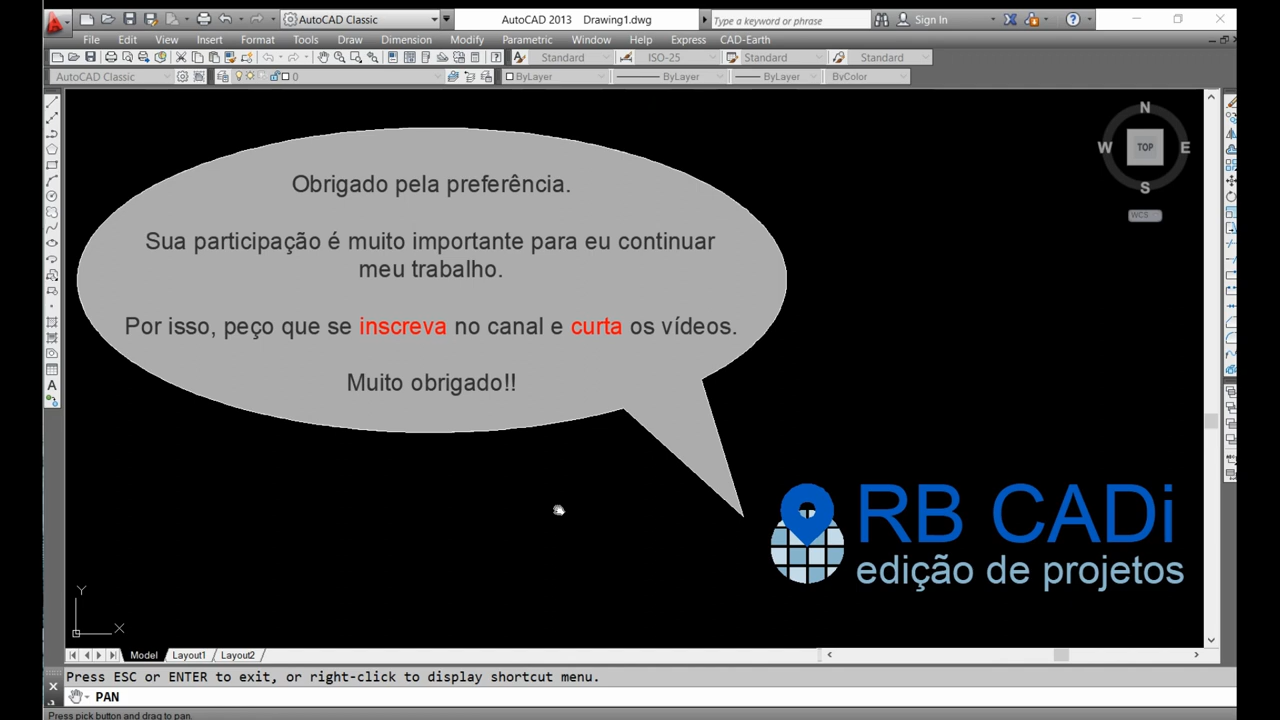 AutoCAD Classic
AutoCAD 2013 Drawing1.dwg
Type a keyword or phrase
Sign In
File Edit View Insert Format Tools Draw Dimension Modify Parametric Window Help Express CAD-Earth
Standard ISO-25 Standard Standard
AutoCAD Classic 0 ByLayer ByLayer ByLayer ByColor
N
W TOP E
S
WCS
Obrigado pela preferência.
Sua participação é muito importante para eu continuar
meu trabalho.
Por isso, peço que se inscreva no canal e curta os vídeos.
Muito obrigado!!
RB CADi
edição de projetos
Y
X
Model Layout1 Layout2
Press ESC or ENTER to exit, or right-click to display shortcut menu.
PAN
Press pick button and drag to pan.